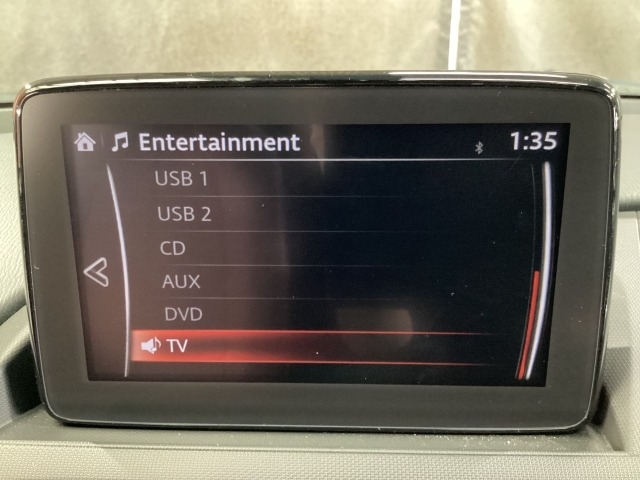 Entertainment 1:35
USB 1
USB 2
CD
AUX
DVD
TV